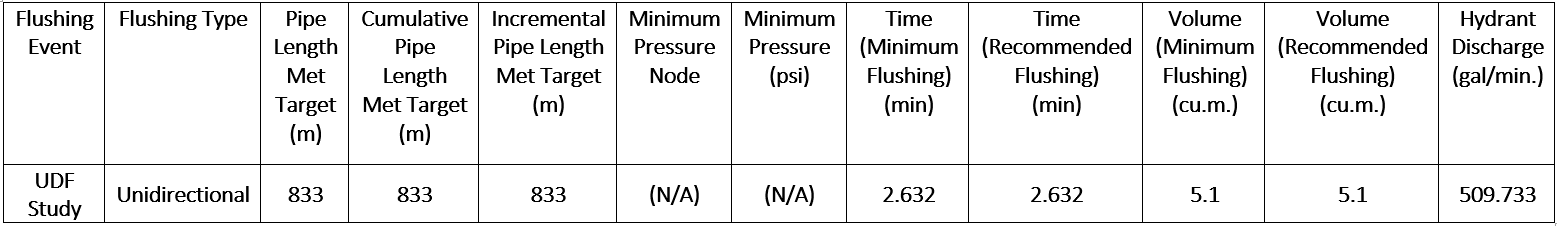 Flushing Event
Flushing Type
Pipe Length Met Target (m)
Cumulative Pipe Length Met Target (m)
Incremental Pipe Length Met Target (m)
Minimum Pressure Node
Minimum Pressure (psi)
Time (Minimum Flushing) (min)
Time (Recommended Flushing) (min)
Volume (Minimum Flushing) (cu.m.)
Volume (Recommended Flushing) (cu.m.)
Hydrant Discharge (gal/min.)
UDF Study
Unidirectional
833
833
833
(N/A)
(N/A)
2.632
2.632
5.1
5.1
509.733